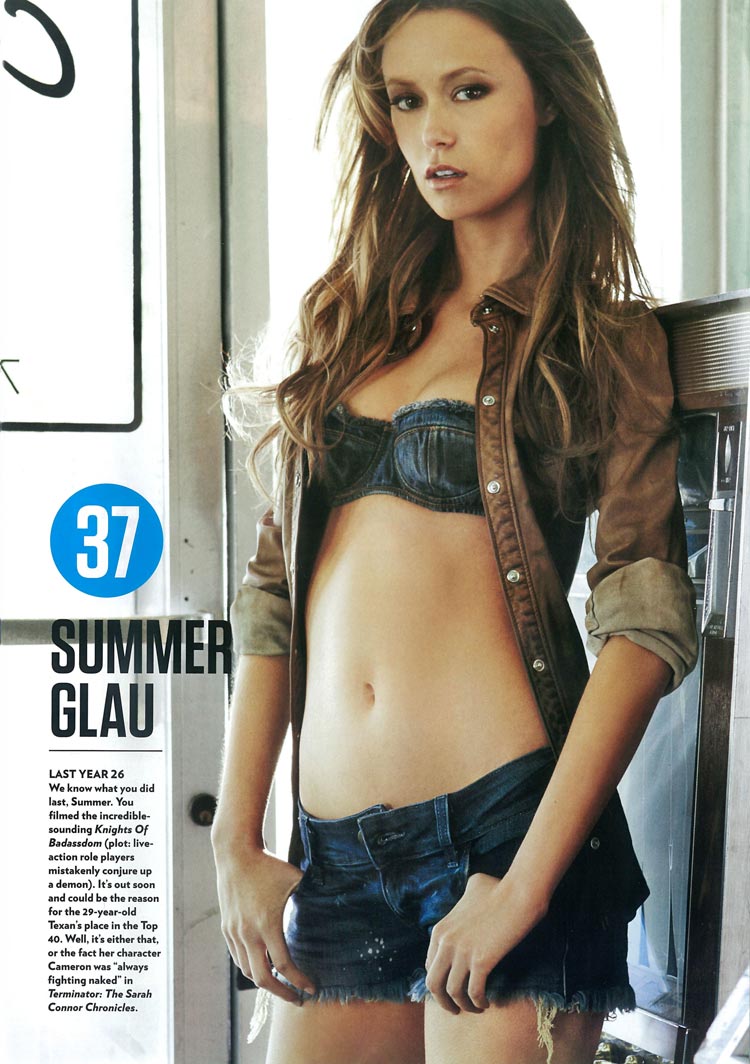 37
SUMMER
GLAU
LAST YEAR 26
We know what you did
last, Summer. You
filmed the incredible-
sounding Knights Of
Badassdom (plot: live-
action role players
mistakenly conjure up
a demon). It's out soon
and could be the reason
for the 29-year-old
Texan's place in the Top
40. Well, it's either that,
or the fact her character
Cameron was "always
fighting naked" in
Terminator: The Sarah
Connor Chronicles.